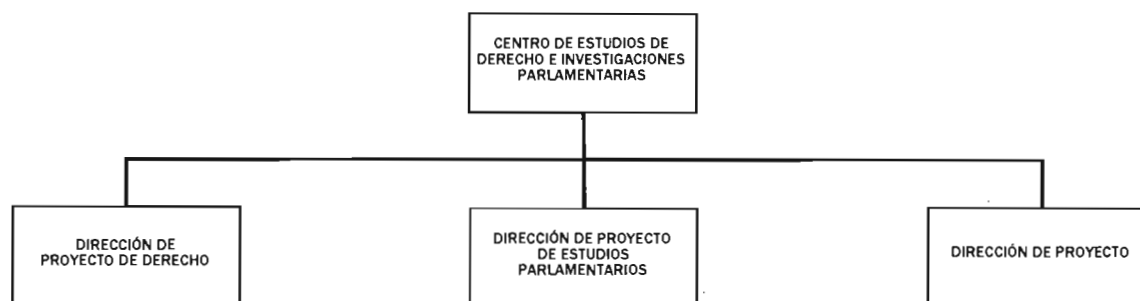 CENTRO DE ESTUDIOS DE
DERECHO E INVESTIGACIONES
PARLAMENTARIAS
DIRECCIÓN DE
PROYECTO DE DERECHO
DIRECCIÓN DE PROYECTO
DE ESTUDIOS
PARLAMENTARIOS
DIRECCIÓN DE PROYECTO